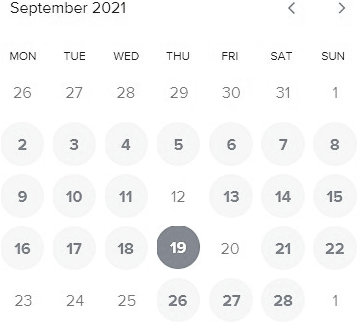 September 2021
MON TUE WED THU FRI SAT SUN
26 27 28 29 30 31 1
2 3 4 5 6 7 8
9 10 11 12 13 14 15
16 17 18 19 20 21 22
23 24 25 26 27 28 1